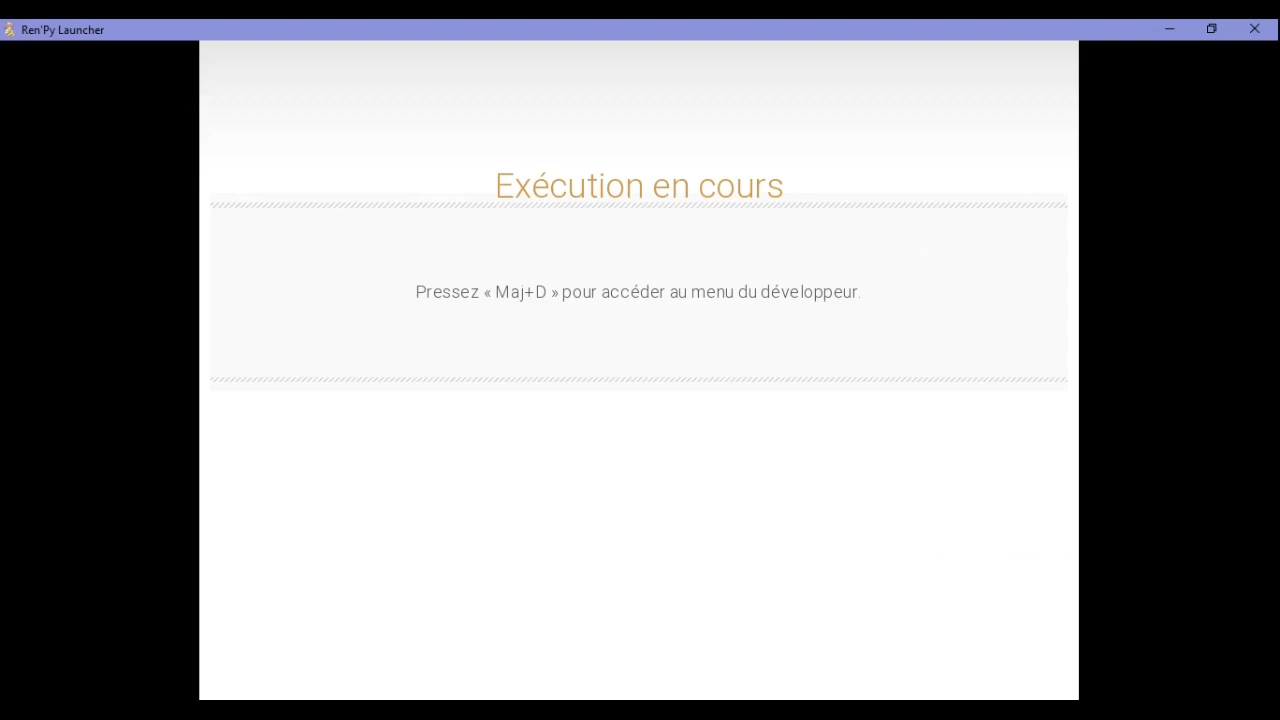 Ren'Py Launcher
Exécution en cours
Pressez « Maj+D » pour accéder au menu du développeur.